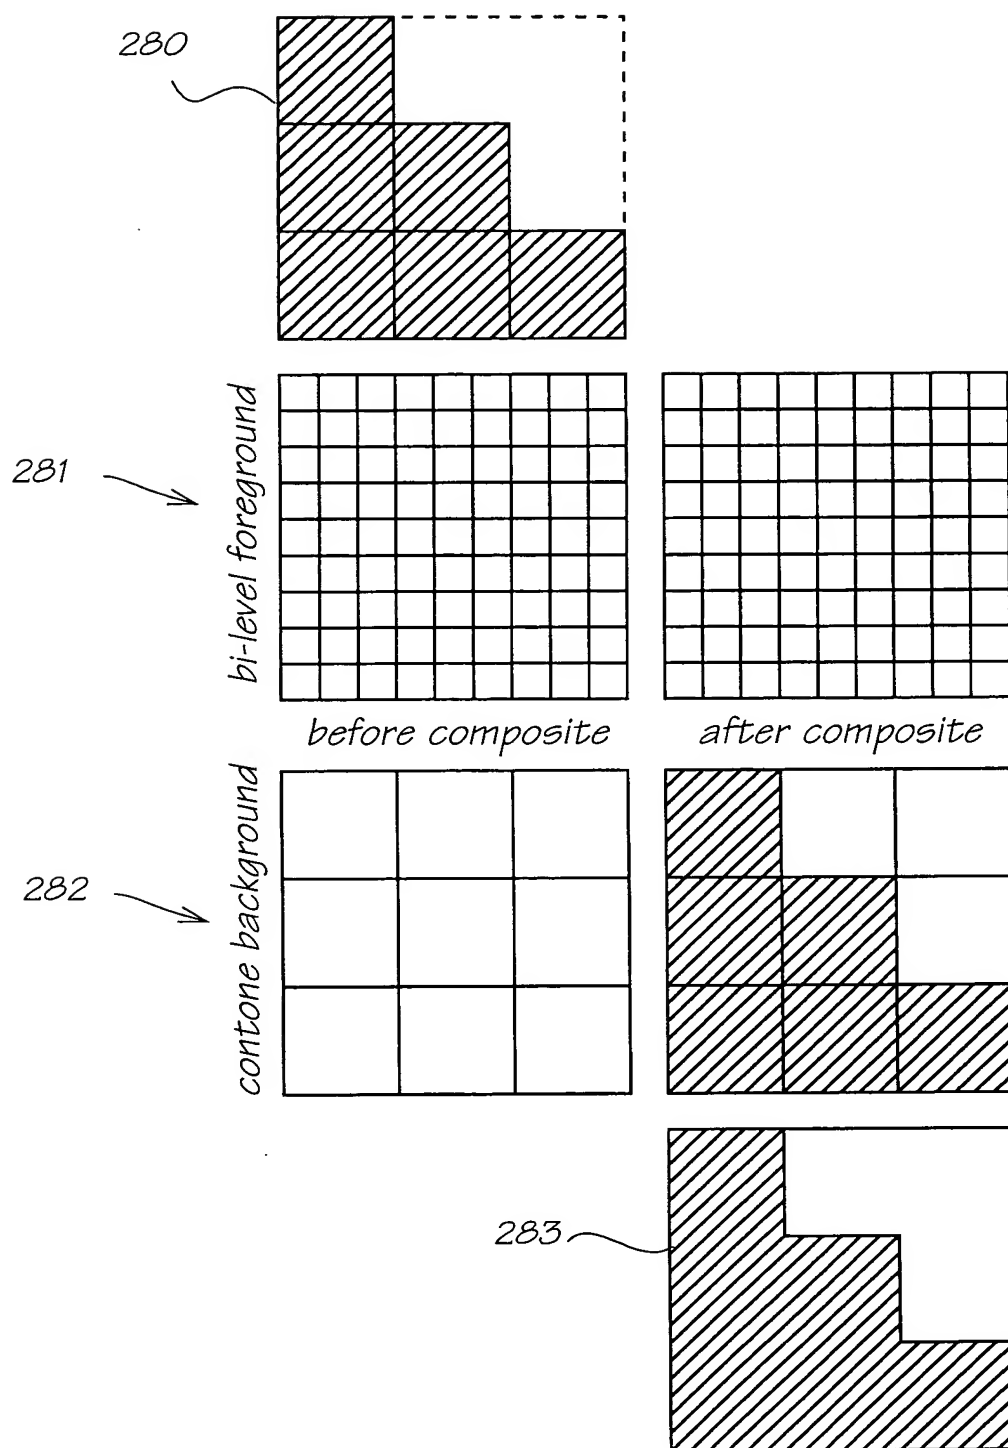 280
bi-level foreground
281
before composite
after composite
contone background
282
283